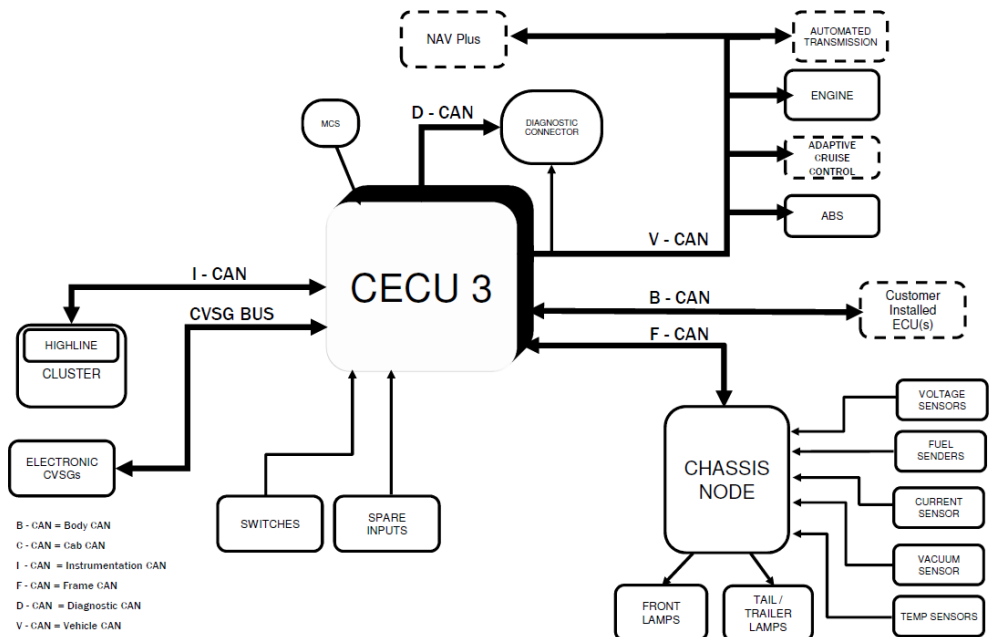 NAV Plus
AUTOMATED
TRANSMISSION
ENGINE
MCS
D - CAN
DIAGNOSTIC
CONNECTOR
ADAPTIVE
CRUISE
CONTROL
ABS
V - CAN
I - CAN
CECU 3
B - CAN
Customer
Installed
ECU(s)
CVSG BUS
F - CAN
HIGHLINE
CLUSTER
VOLTAGE
SENSORS
ELECTRONIC
CVSGs
FUEL
SENDERS
CHASSIS
NODE
SWITCHES
SPARE
INPUTS
CURRENT
SENSOR
VACUUM
SENSOR
B - CAN = Body CAN
C - CAN = Cab CAN
I - CAN = Instrumentation CAN
F - CAN = Frame CAN
D - CAN = Diagnostic CAN
V - CAN = Vehicle CAN
FRONT
LAMPS
TAIL /
TRAILER
LAMPS
TEMP SENSORS